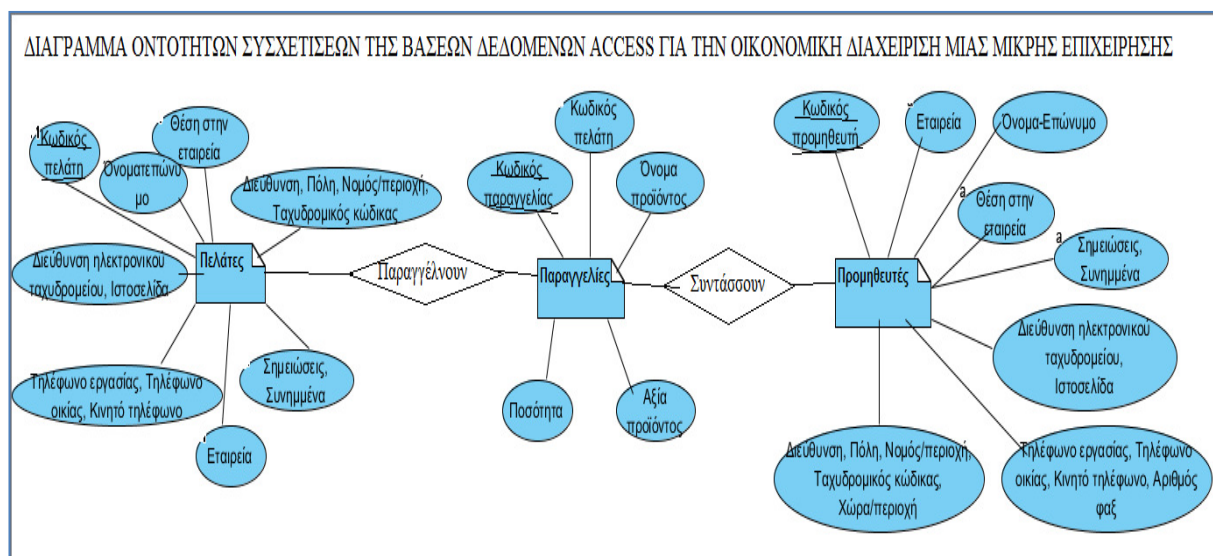 ΔΙΑΓΡΑΜΜΑ ΟΝΤΟΤΗΤΩΝ ΣΥΣΧΕΤΙΣΕΩΝ ΤΗΣ ΒΑΣΕΩΝ ΔΕΔΟΜΕΝΩΝ ACCESS ΓΙΑ ΤΗΝ ΟΙΚΟΝΟΜΙΚΗ ΔΙΑΧΕΙΡΙΣΗ ΜΙΑΣ ΜΙΚΡΗΣ ΕΠΙΧΕΙΡΗΣΗΣ
Κωδικός
πελάτη
Θέση στην
εταιρεία
Όνοματεπώνυ
μο
Διεύθυνση, Πόλη, Νομός/περιοχή,
Ταχυδρομικός κώδικας
Πελάτες
Διεύθυνση ηλεκτρονικού
ταχυδρομείου, Ιστοσελίδα
Τηλέφωνο εργασίας, Τηλέφωνο
οικίας, Κινητό τηλέφωνο
Εταιρεία
Σημειώσεις,
Συνημμένα
Παραγγέλνουν
Κωδικός
πελάτη
Κωδικός
παραγγελίας
Όνομα
προϊόντος
Παραγγελίες
Ποσότητα
Αξία
προϊόντος
Συντάσσουν
Κωδικός
προμηθευτή
Εταιρεία
Όνομα-Επώνυμο
a
Θέση στην
εταιρεία
a
Σημειώσεις,
Συνημμένα
Προμηθευτές
Διεύθυνση ηλεκτρονικού
ταχυδρομείου,
Ιστοσελίδα
Διεύθυνση, Πόλη, Νομός/περιοχή,
Ταχυδρομικός κώδικας,
Χώρα/περιοχή
Τηλέφωνο εργασίας, Τηλέφωνο
οικίας, Κινητό τηλέφωνο, Αριθμός
φαξ